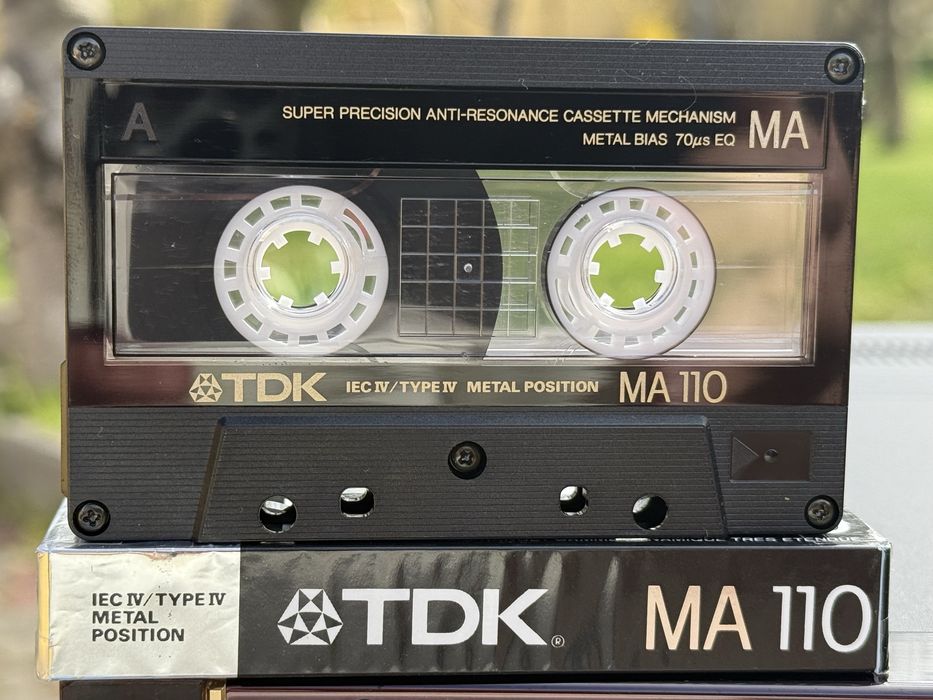 A
SUPER PRECISION ANTI-RESONANCE CASSETTE MECHANISM
METAL BIAS 70µs EQ
MA
TDK IEC IV/TYPE IV METAL POSITION MA 110
IEC IV/TYPE IV
METAL
POSITION
TDK® MA 110